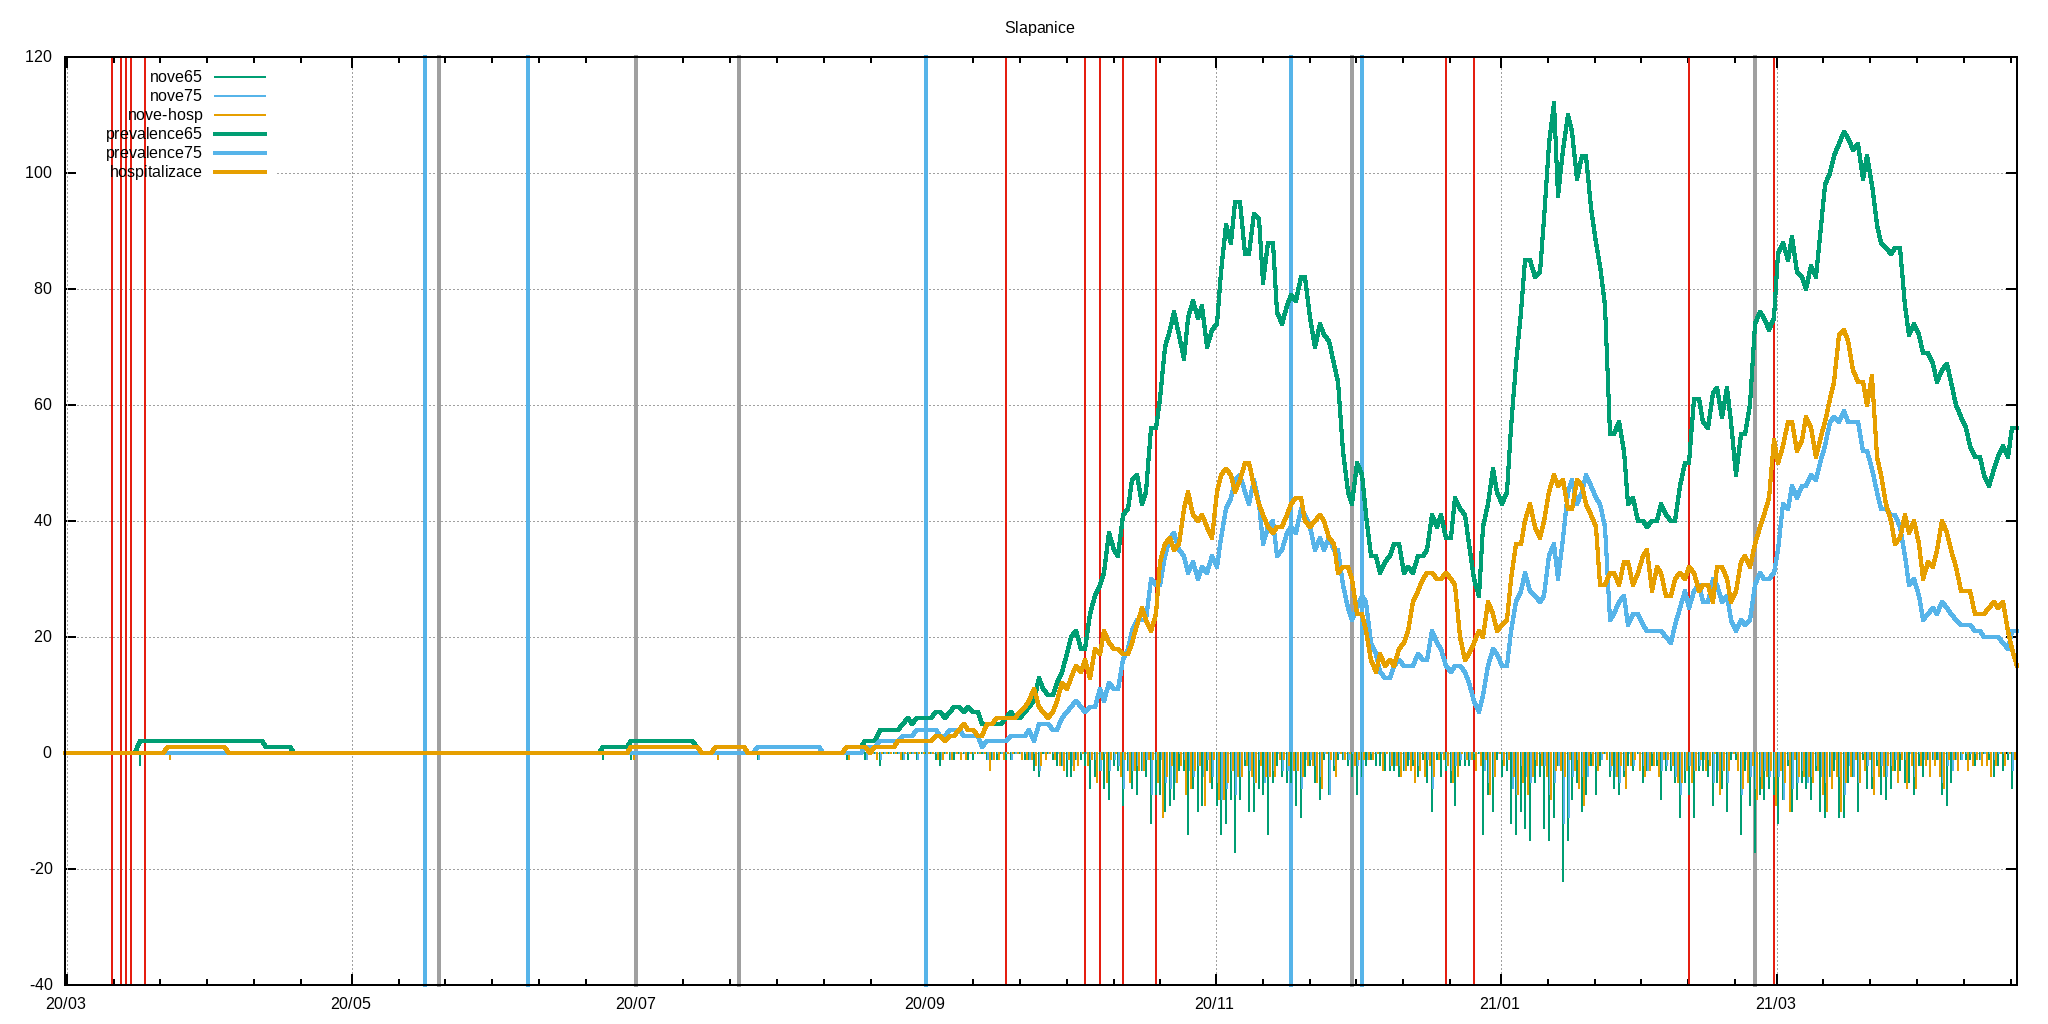 Slapanice
120
100
80
60
40
20
0
-20
-40
nove65
nove75
nove-hosp
prevalence65
prevalence75
hospitalizace
20/03 20/05 20/07 20/09 20/11 21/01 21/03